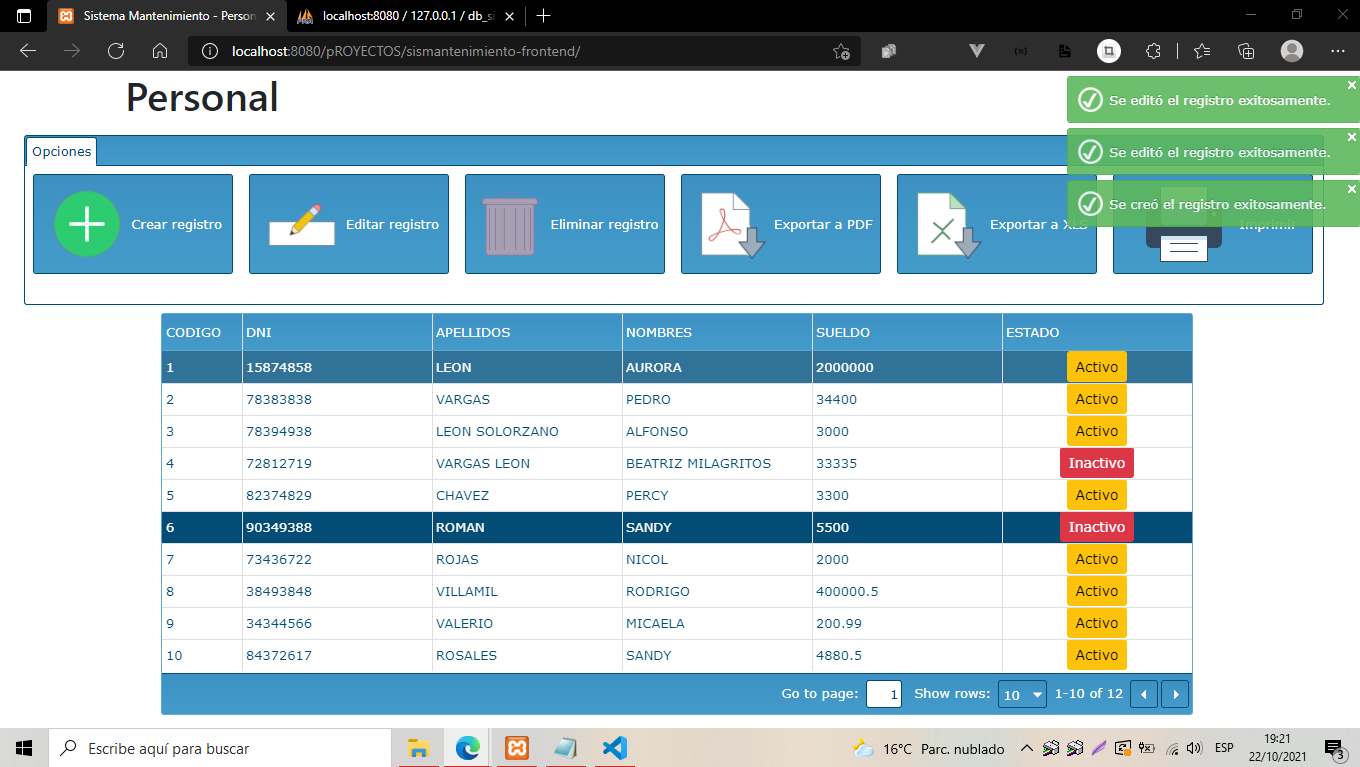 Sistema Mantenimiento - Person
localhost:8080 / 127.0.0.1 / db_si
localhost:8080/pROYECTOS/sismantenimiento-frontend/
Personal
Se editó el registro exitosamente.
Se editó el registro exitosamente.
Se creó el registro exitosamente.
Opciones
Crear registro
Editar registro
Eliminar registro
Exportar a PDF
Exportar a XLS
Imprimir
CODIGO DNI APELLIDOS NOMBRES SUELDO ESTADO
1 15874858 LEON AURORA 2000000 Activo
2 78383838 VARGAS PEDRO 34400 Activo
3 78394938 LEON SOLORZANO ALFONSO 3000 Activo
4 72812719 VARGAS LEON BEATRIZ MILAGRITOS 33335 Inactivo
5 82374829 CHAVEZ PERCY 3300 Activo
6 90349388 ROMAN SANDY 5500 Inactivo
7 73436722 ROJAS NICOL 2000 Activo
8 38493848 VILLAMIL RODRIGO 400000.5 Activo
9 34344566 VALERIO MICAELA 200.99 Activo
10 84372617 ROSALES SANDY 4880.5 Activo
Go to page: 1 Show rows: 10 1-10 of 12
Escribe aquí para buscar
16°C Parc. nublado
ESP
19:21
22/10/2021
3